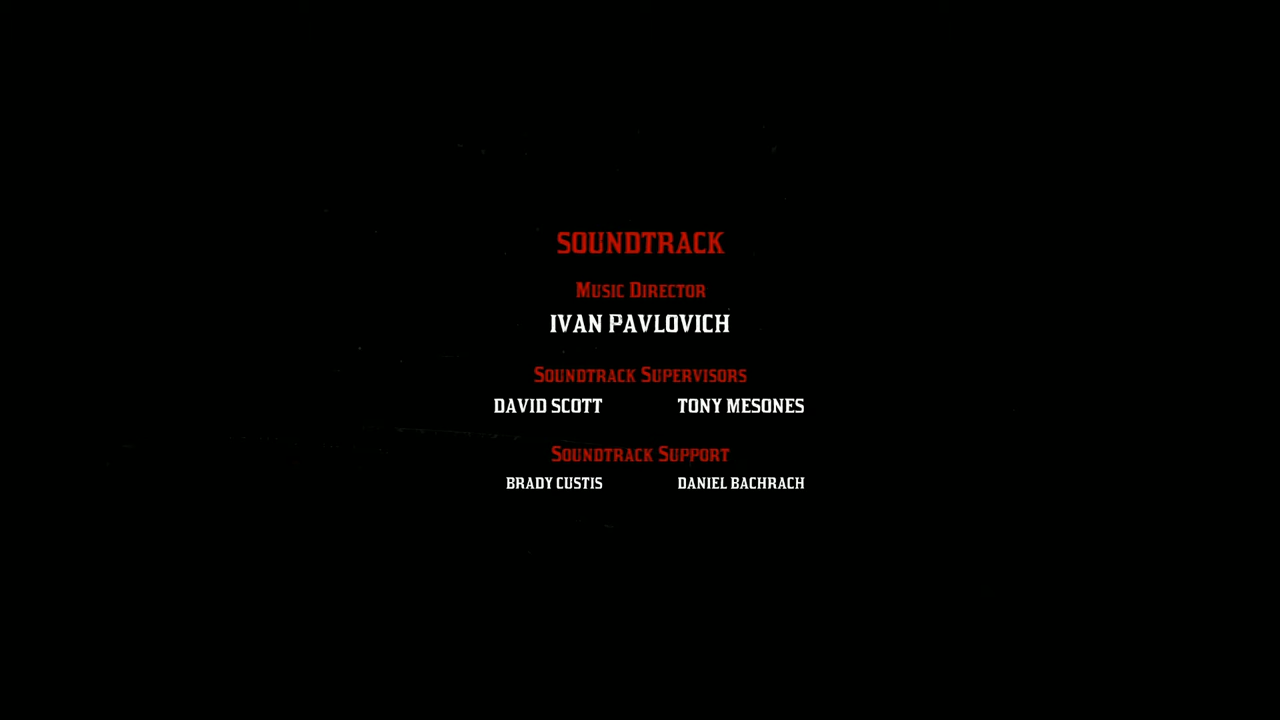 SOUNDTRACK
Music Director
IVAN PAVLOVICH
Soundtrack Supervisors
DAVID SCOTT TONY MESONES
Soundtrack Support
BRADY CUSTIS DANIEL BACHRACH